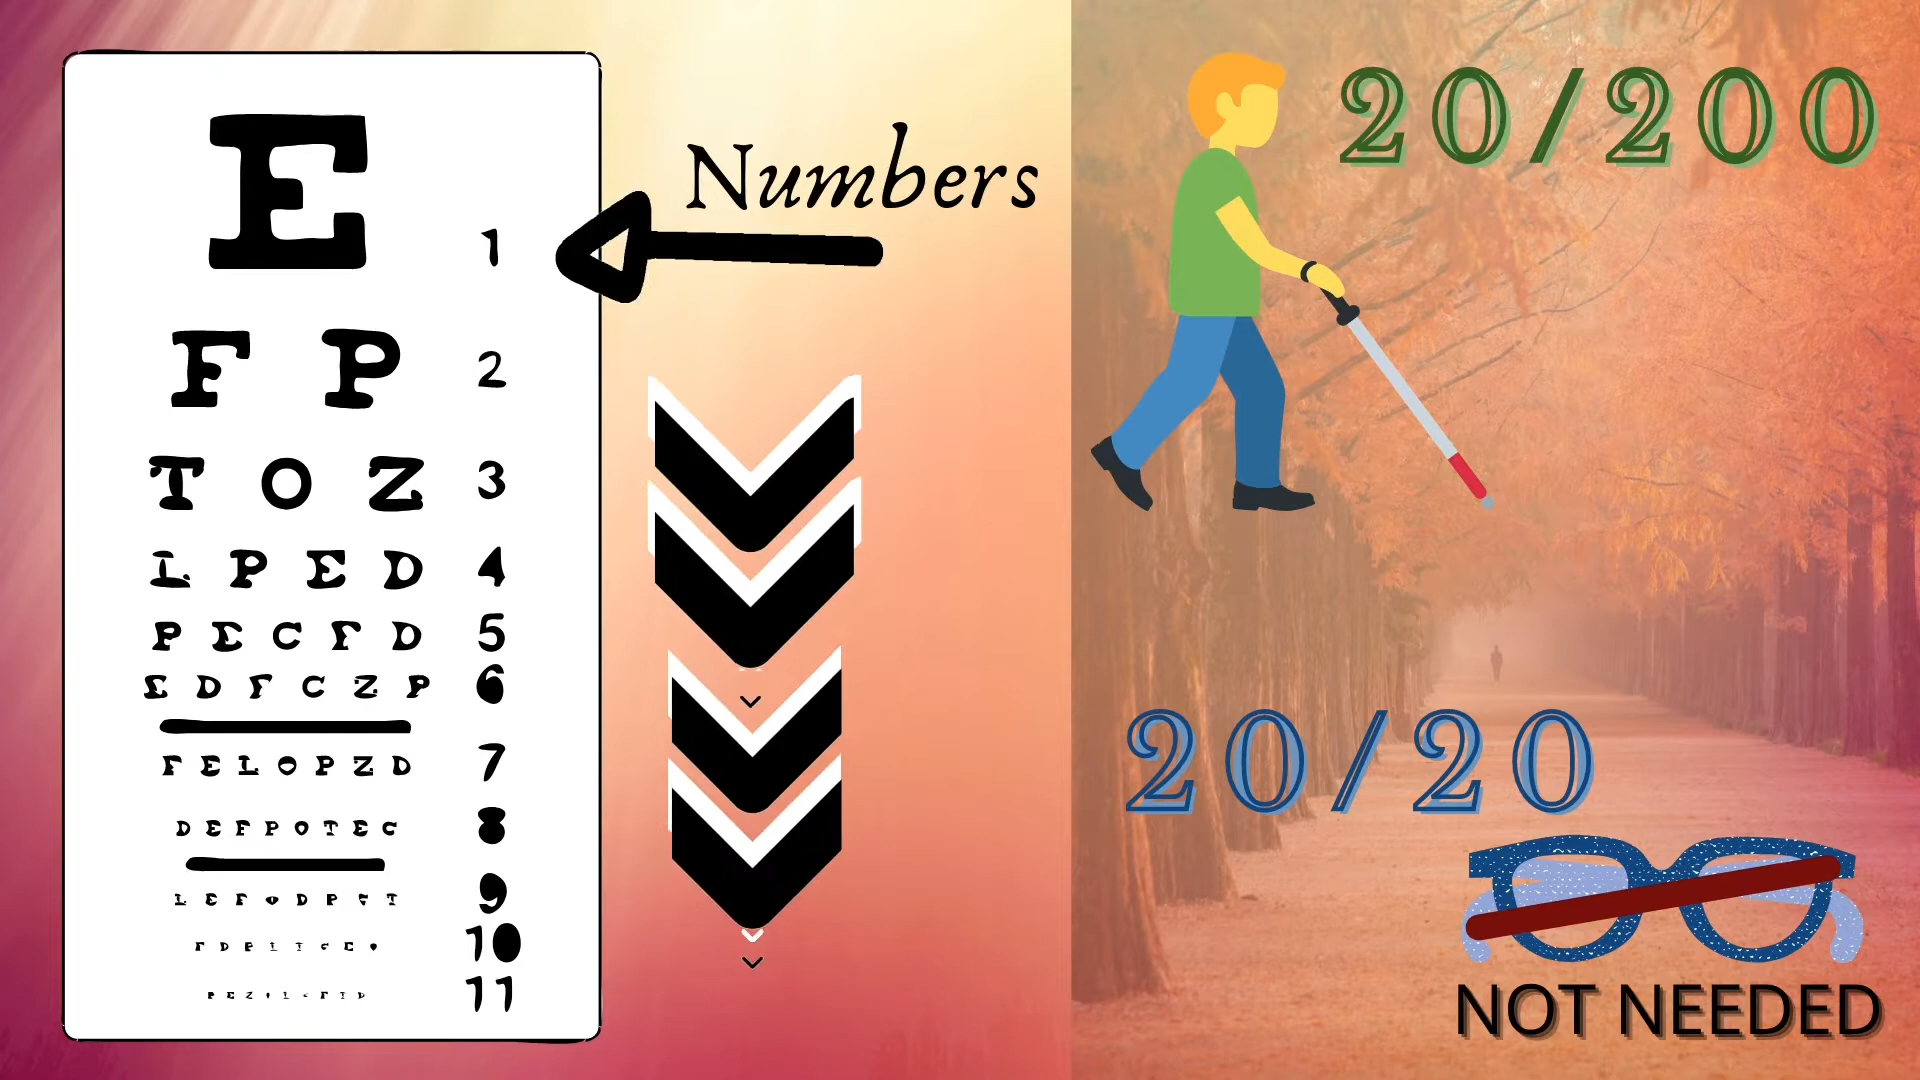 E 1
F P 2
T O Z 3
L P E D 4
P E C F D 5
E D F C Z P 6
F E L O P Z D 7
D E F P O T E C 8
L E F O D P T 9
10
11
Numbers
20/200
20/20
NOT NEEDED